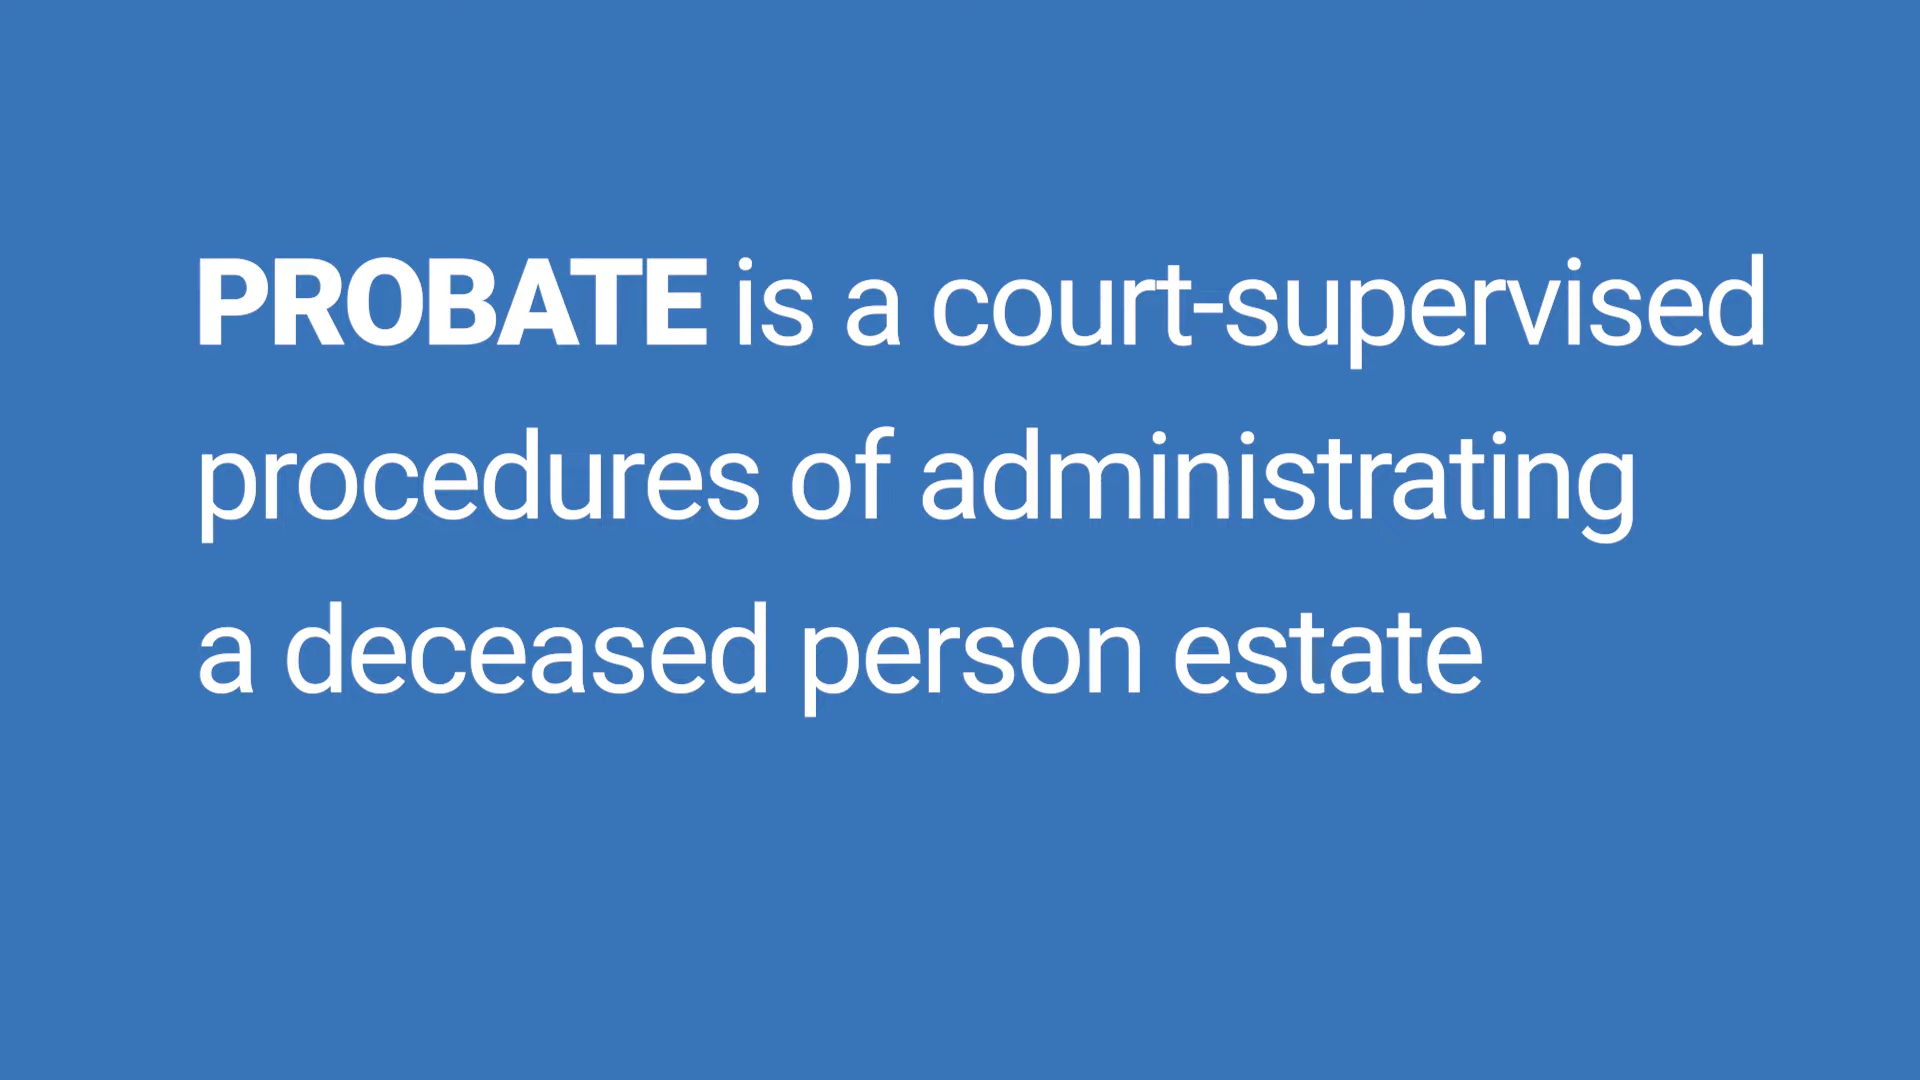 PROBATE is a court-supervised
procedures of administrating
a deceased person estate